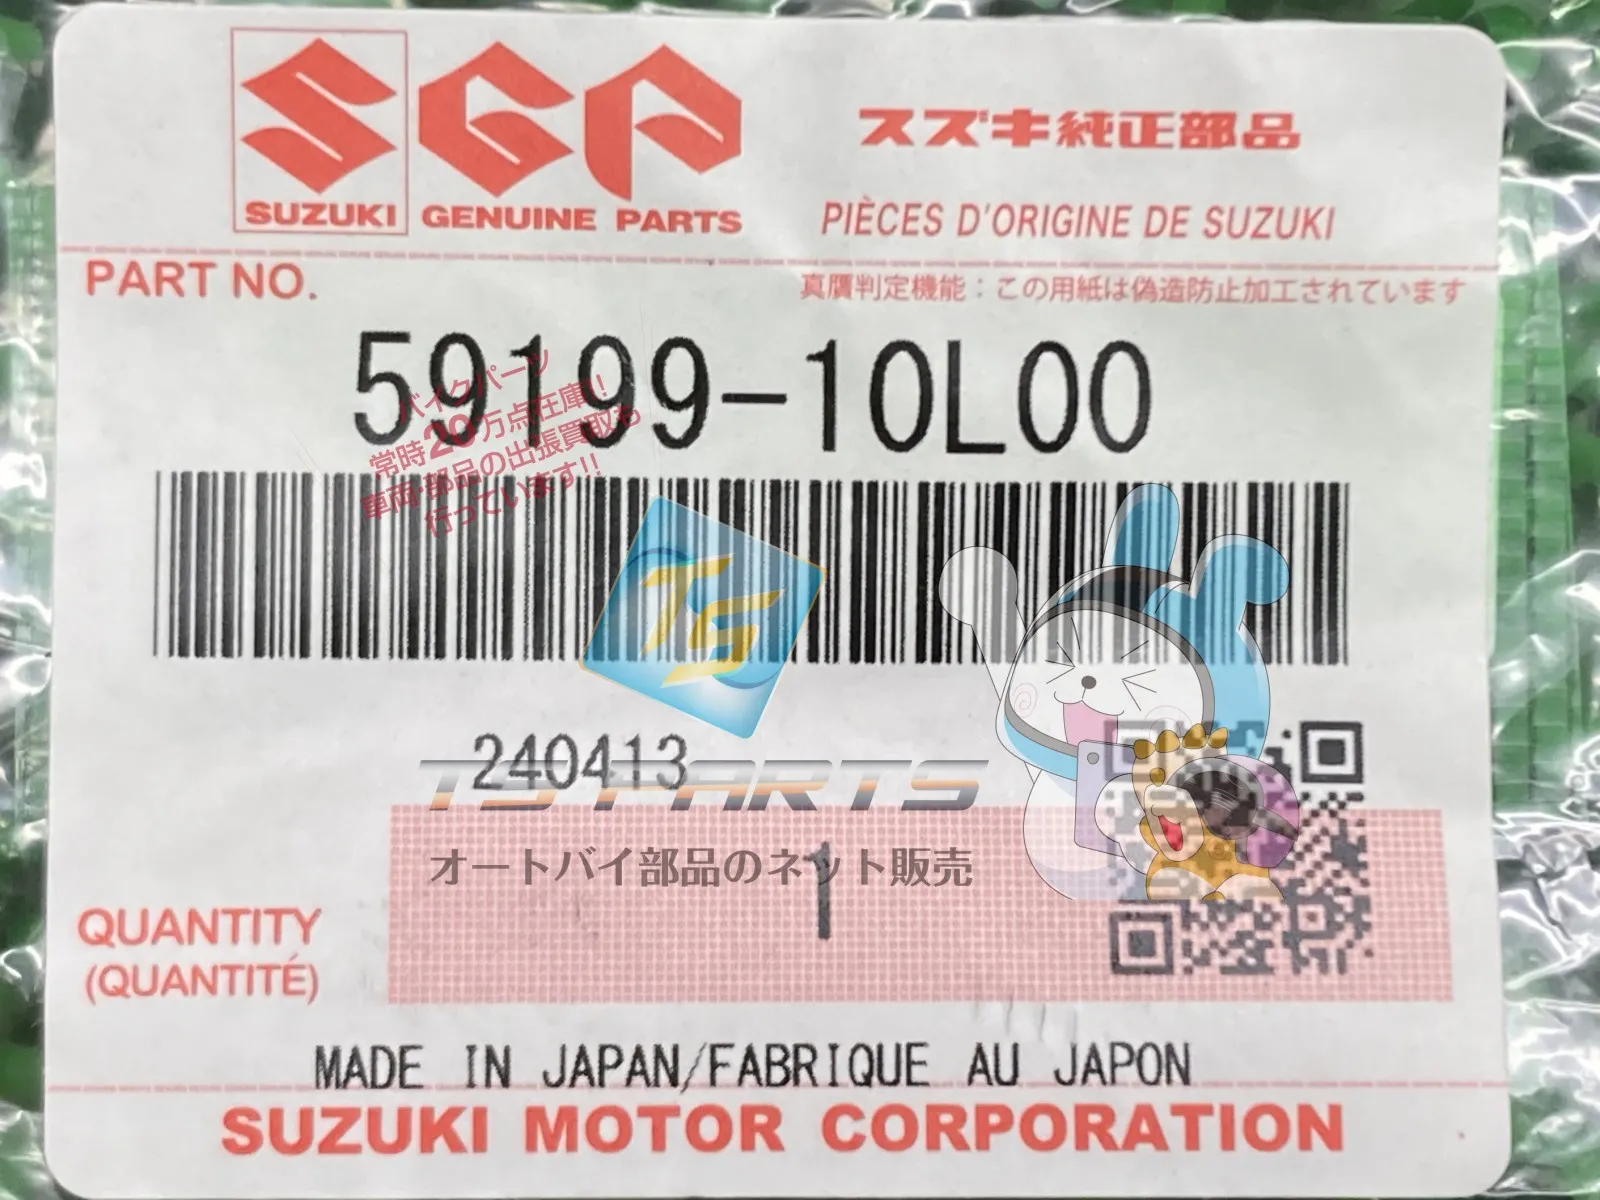 SUZUKI
GENUINE PARTS
スズキ純正部品
PIÈCES D'ORIGINE DE SUZUKI
PART NO.
真贋判定機能：この用紙は偽造防止加工されています
59199-10L00
バイクパーツ
常時20万点在庫！
車両・部品の出張買取も
行っています!!
TS
240413
TS PARTS
オートバイ部品のネット販売
1
QUANTITY
(QUANTITÉ)
MADE IN JAPAN/FABRIQUE AU JAPON
SUZUKI MOTOR CORPORATION